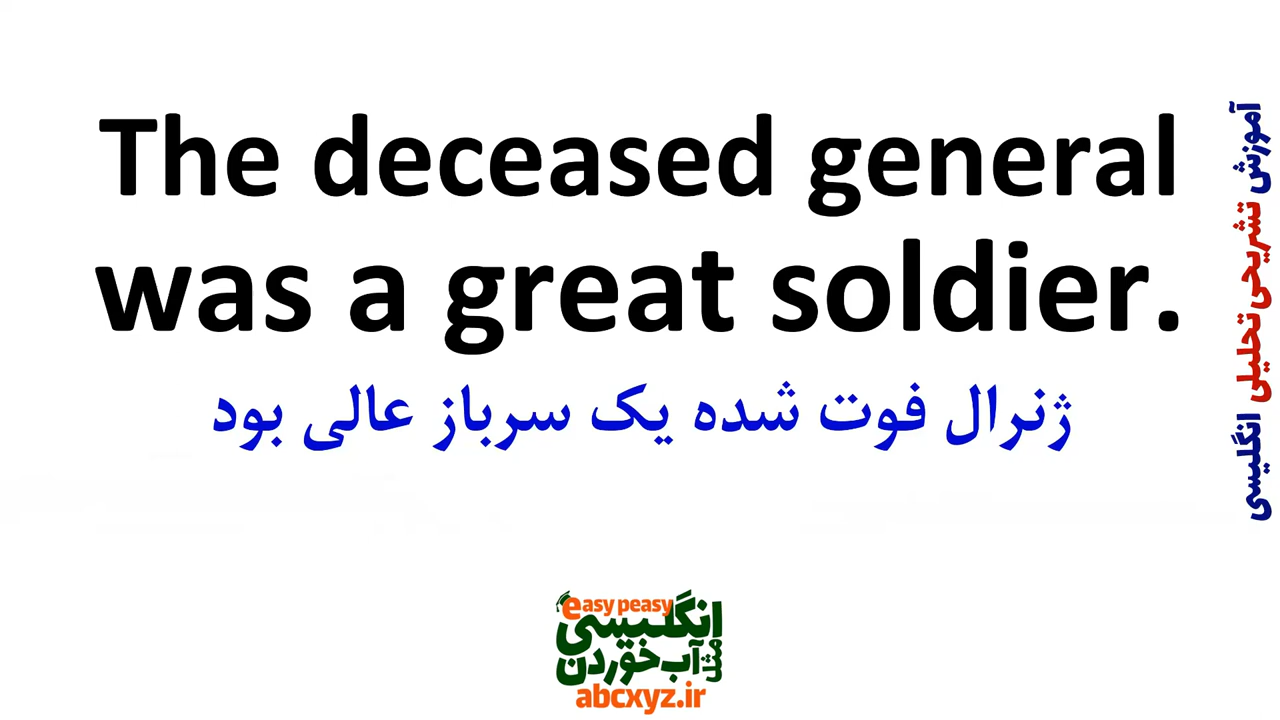 The deceased general
was a great soldier.
ژنرال فوت شده یک سرباز عالی بود
آموزش تشریحی تحلیلی انگلیسی
easy peasy
انگلیسی
مثل آب خوردن
abcxyz.ir